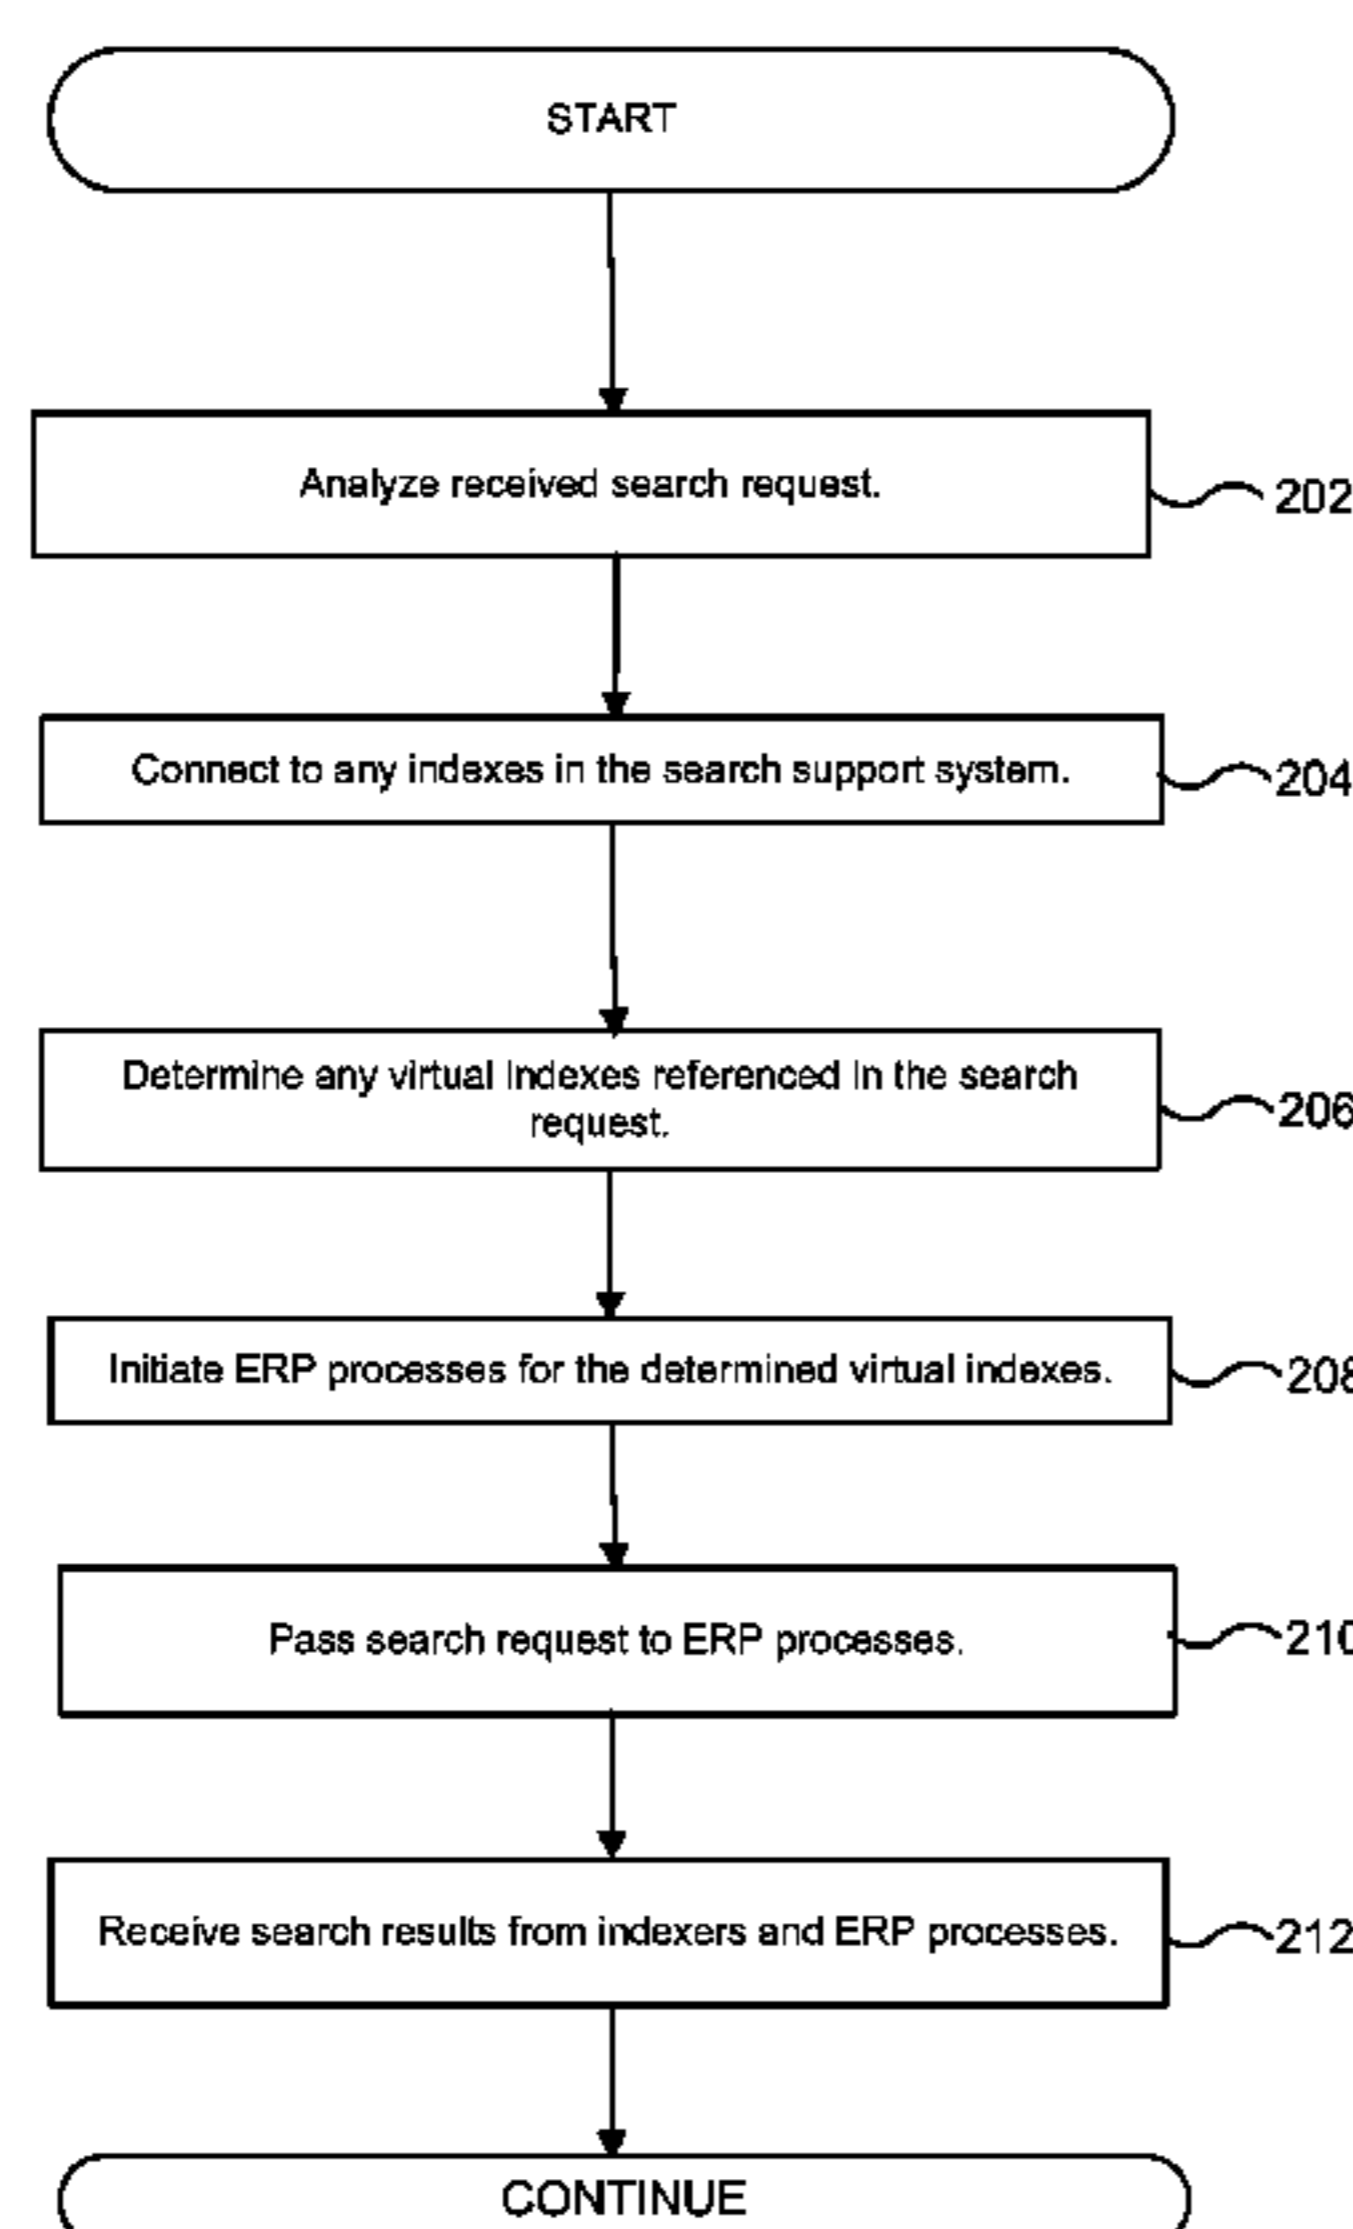 START
Analyze received search request.
202
Connect to any indexes in the search support system.
204
Determine any virtual indexes referenced in the search
request.
206
Initiate ERP processes for the determined virtual indexes.
208
Pass search request to ERP processes.
210
Receive search results from indexers and ERP processes.
212
CONTINUE